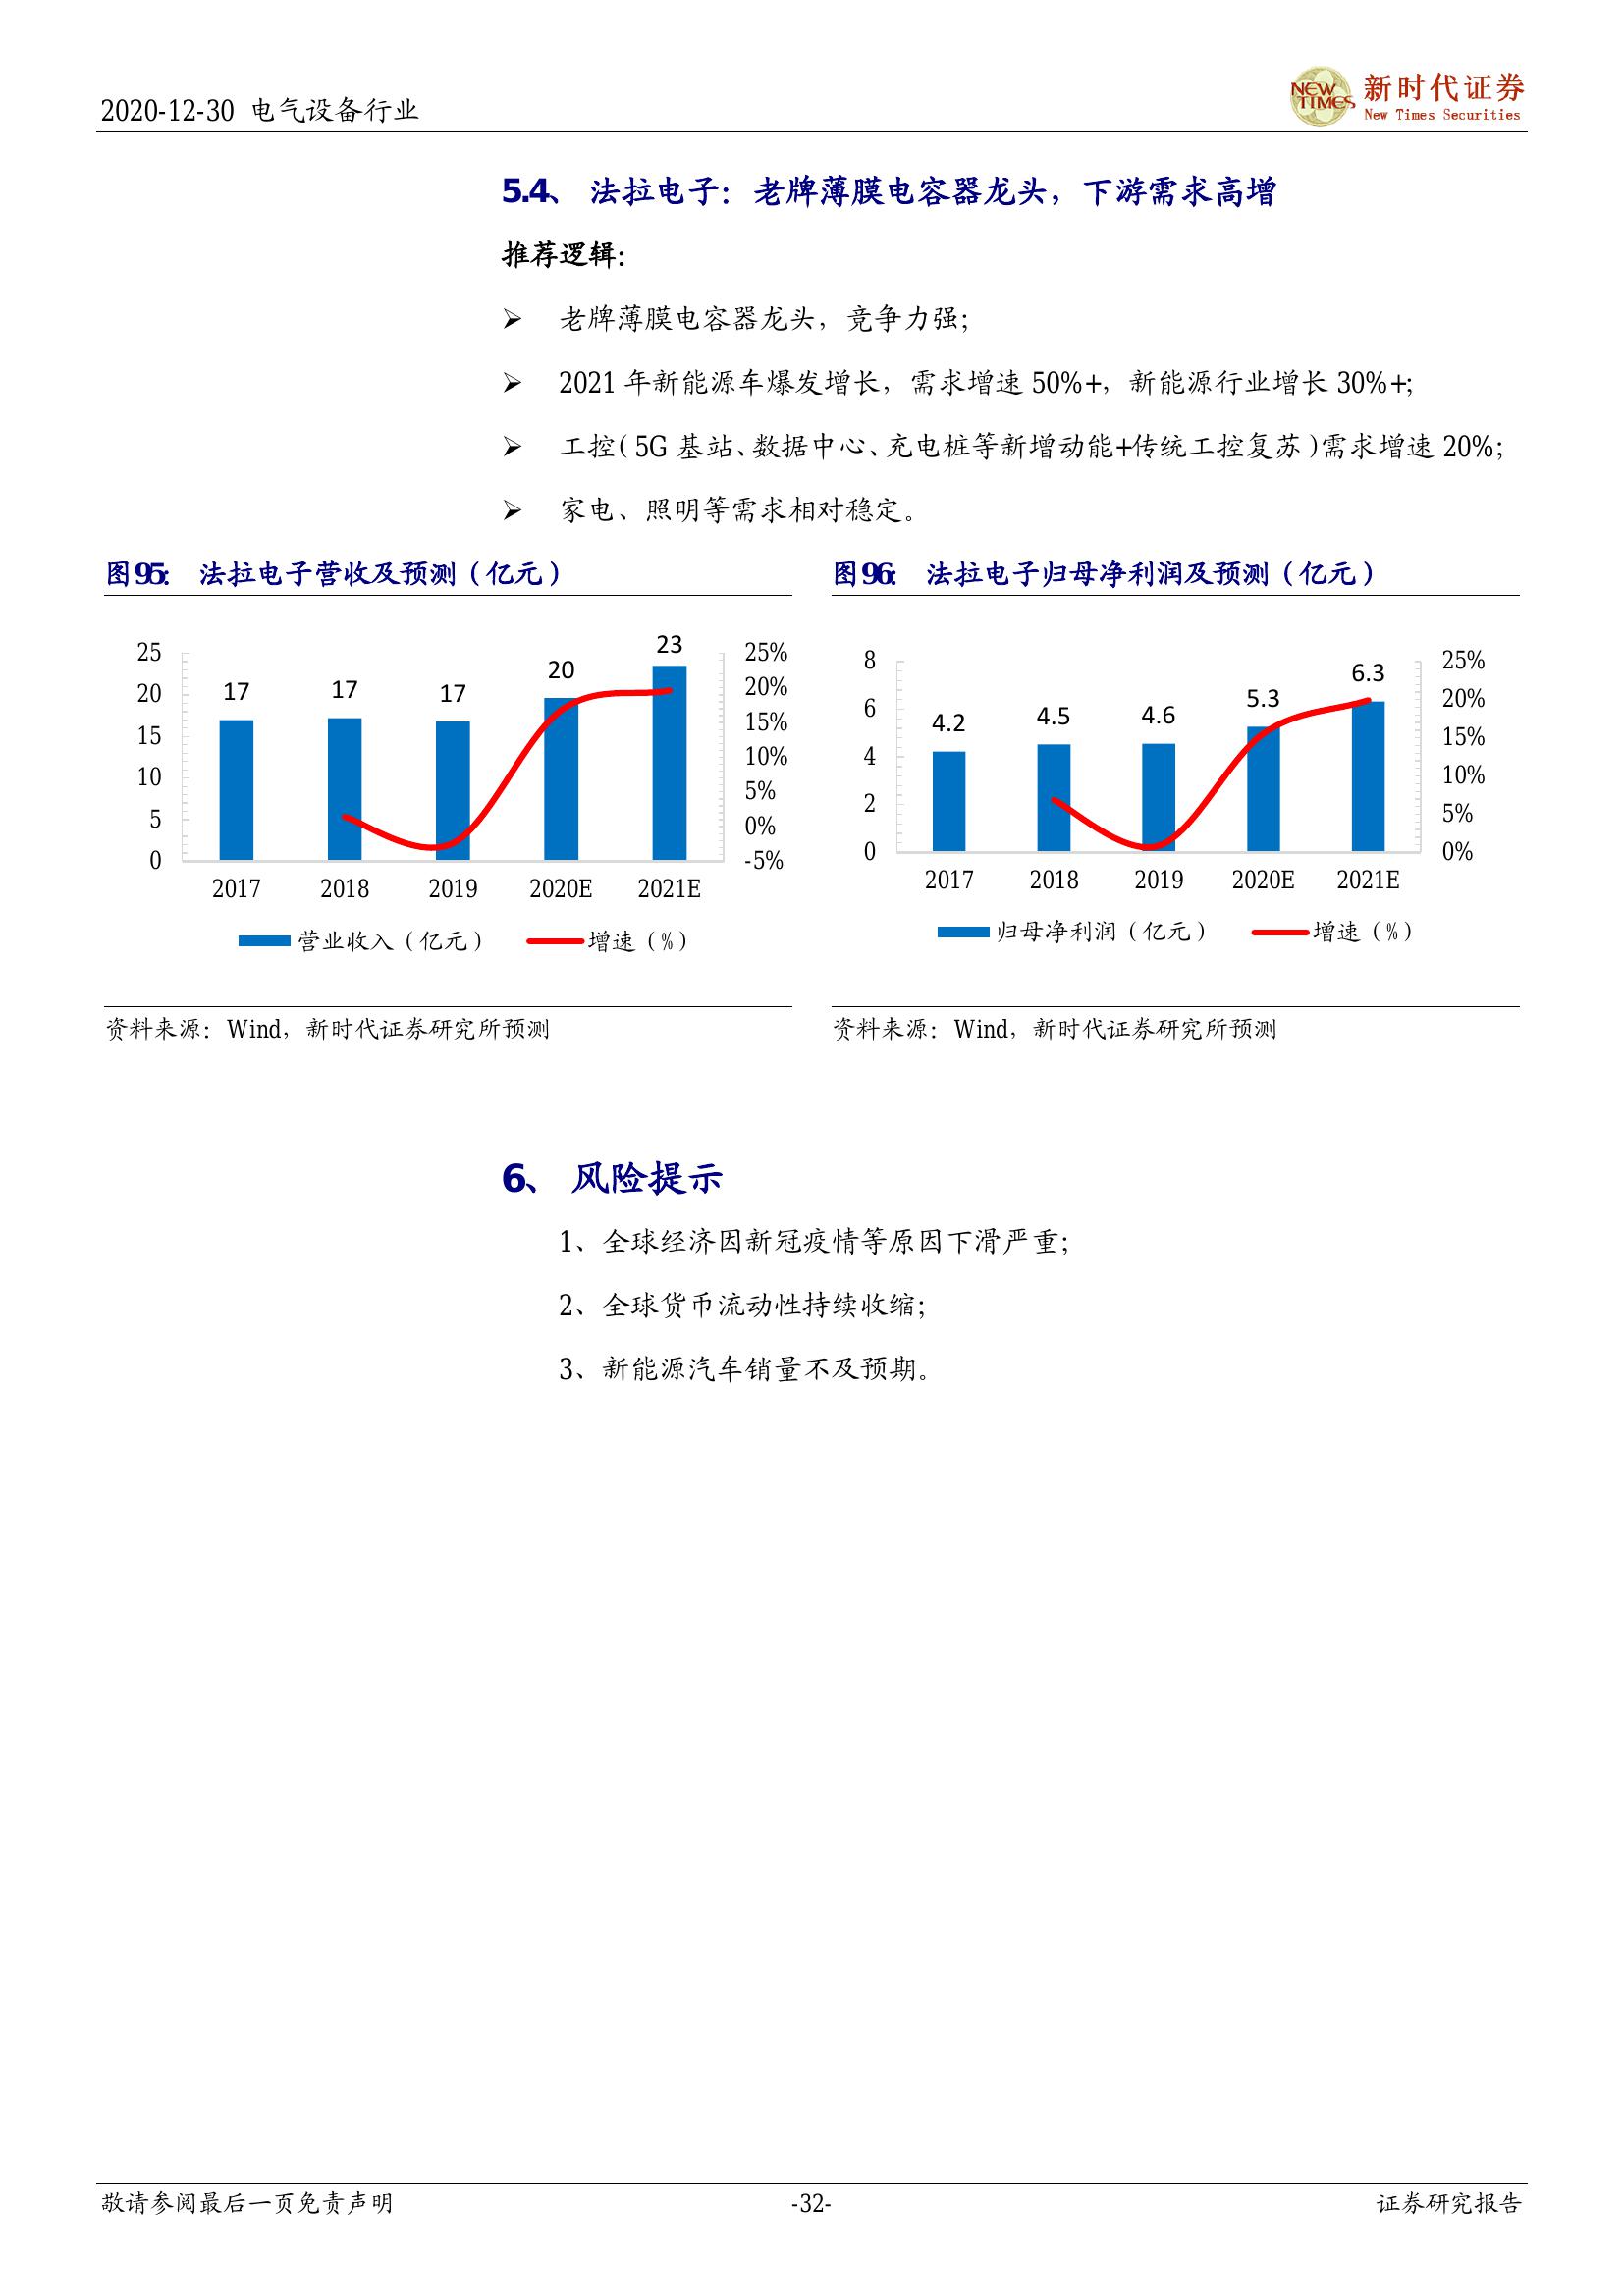 2020-12-30 电气设备行业
NEW TIMES
新时代证券
New Times Securities
5.4、 法拉电子：老牌薄膜电容器龙头，下游需求高增
推荐逻辑：
➢ 老牌薄膜电容器龙头，竞争力强；
➢ 2021 年新能源车爆发增长，需求增速 50%+，新能源行业增长 30%+；
➢ 工控（5G 基站、数据中心、充电桩等新增动能+传统工控复苏）需求增速 20%；
➢ 家电、照明等需求相对稳定。
图95： 法拉电子营收及预测（亿元）
25
20
15
10
5
0
17
17
17
20
23
25%
20%
15%
10%
5%
0%
-5%
2017 2018 2019 2020E 2021E
营业收入（亿元） 增速（%）
资料来源：Wind，新时代证券研究所预测
图96： 法拉电子归母净利润及预测（亿元）
8
6
4
2
0
4.2
4.5
4.6
5.3
6.3
25%
20%
15%
10%
5%
0%
2017 2018 2019 2020E 2021E
归母净利润（亿元） 增速（%）
资料来源：Wind，新时代证券研究所预测
6、 风险提示
1、全球经济因新冠疫情等原因下滑严重；
2、全球货币流动性持续收缩；
3、新能源汽车销量不及预期。
敬请参阅最后一页免责声明 -32- 证券研究报告